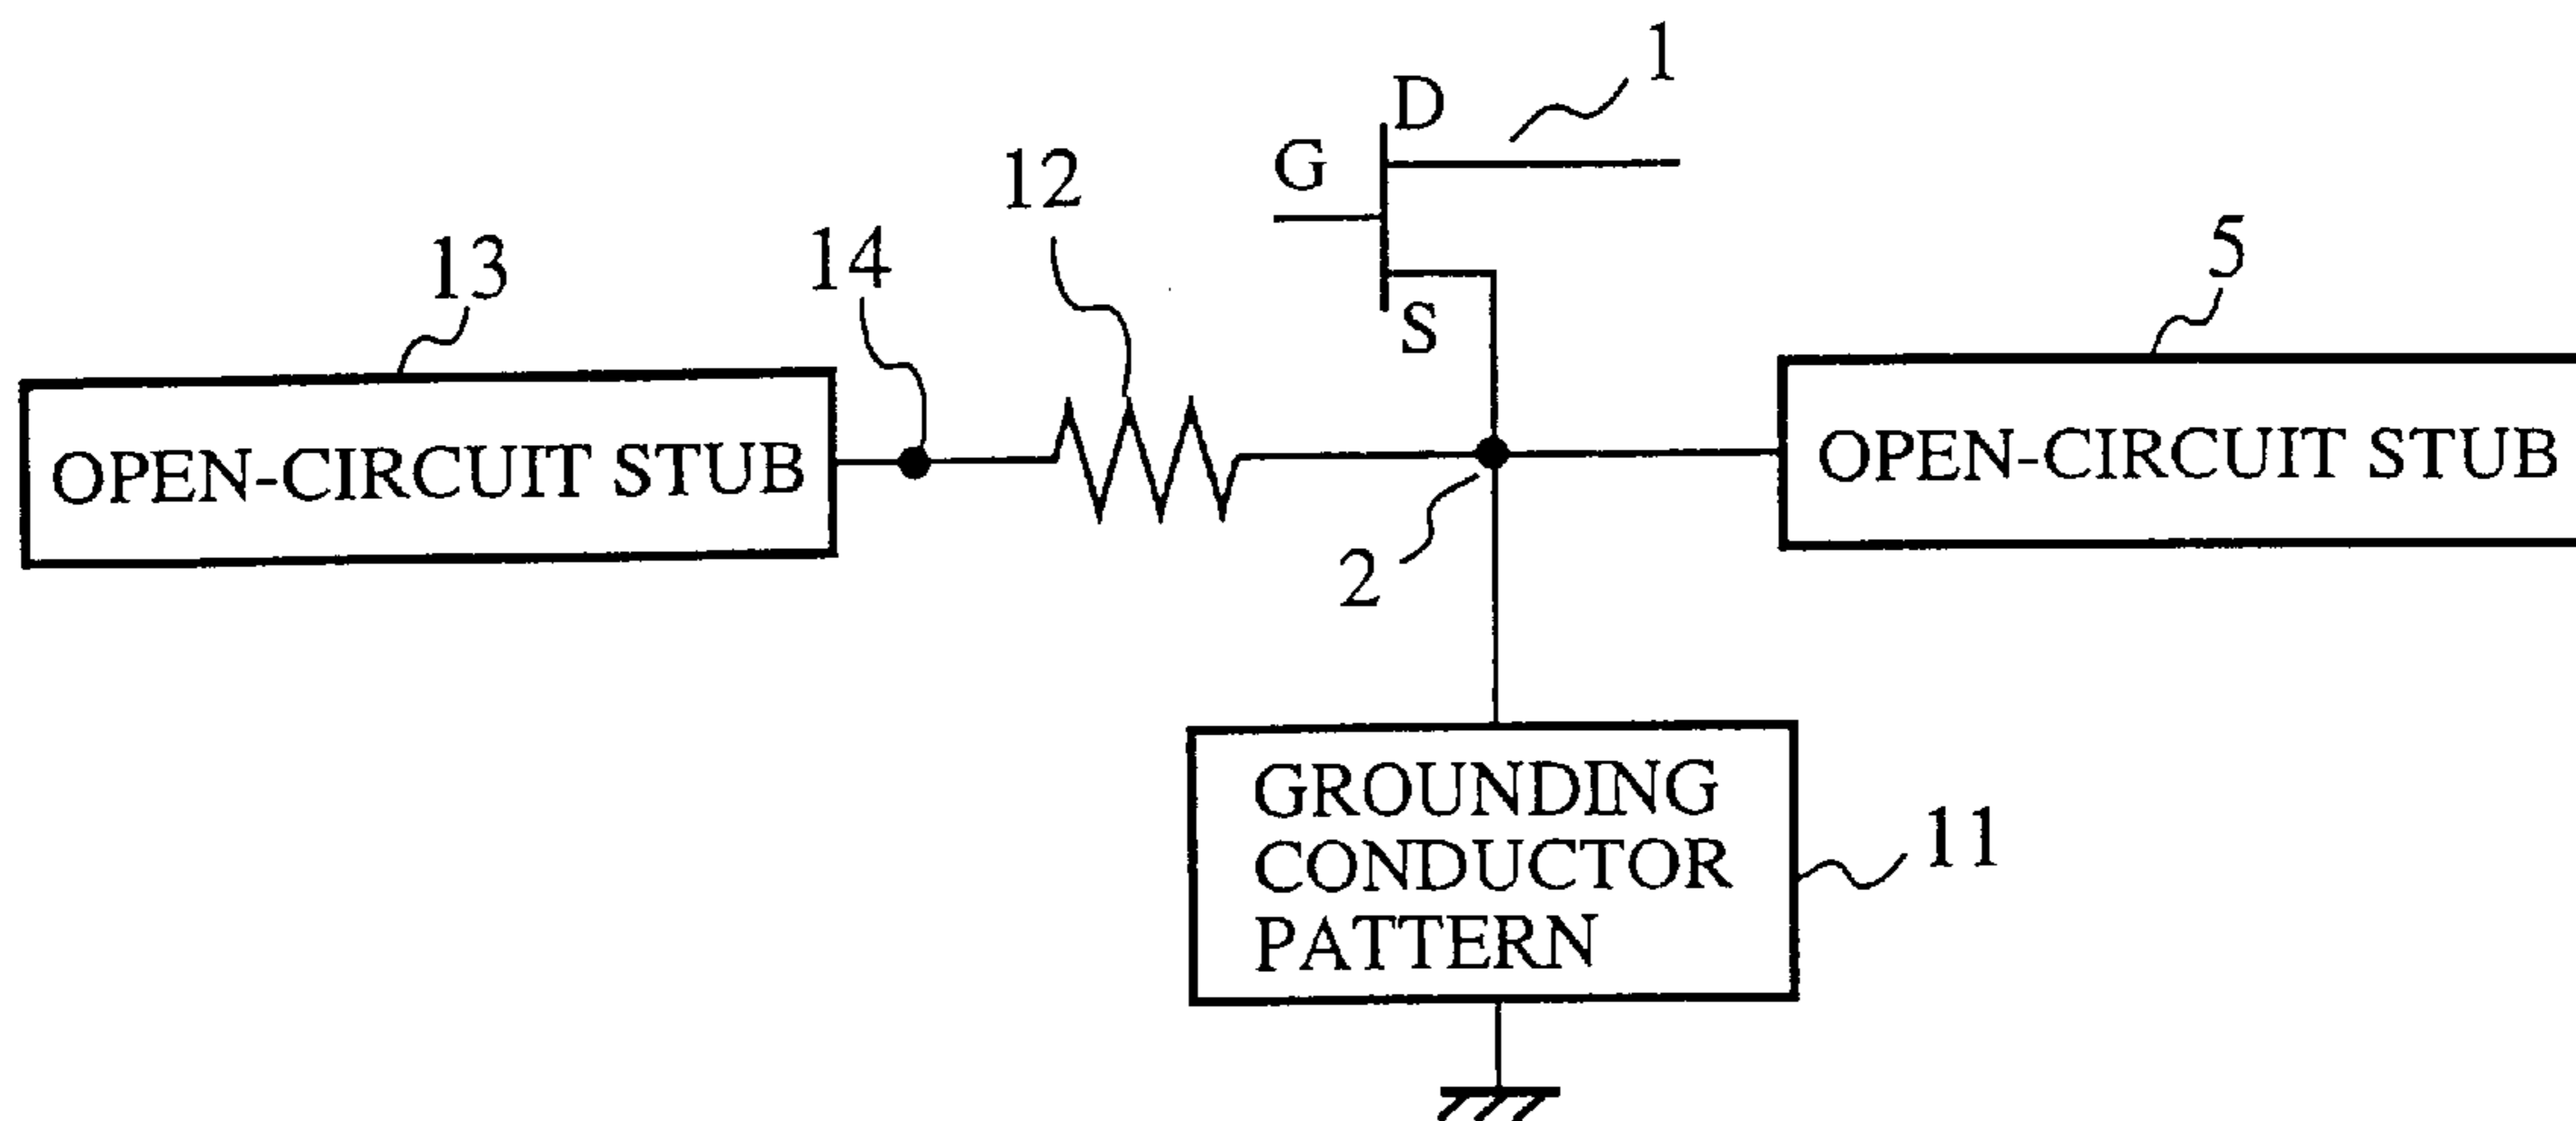 1
D
G
12
14
13
S
5
OPEN-CIRCUIT STUB
OPEN-CIRCUIT STUB
2
GROUNDING
CONDUCTOR
PATTERN
11